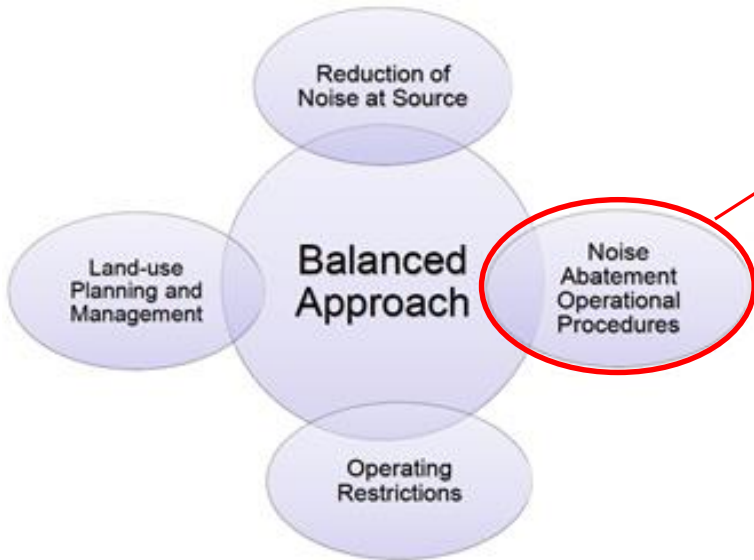 Reduction of
Noise at Source
Land-use
Planning and
Management
Balanced
Approach
Noise
Abatement
Operational
Procedures
Operating
Restrictions